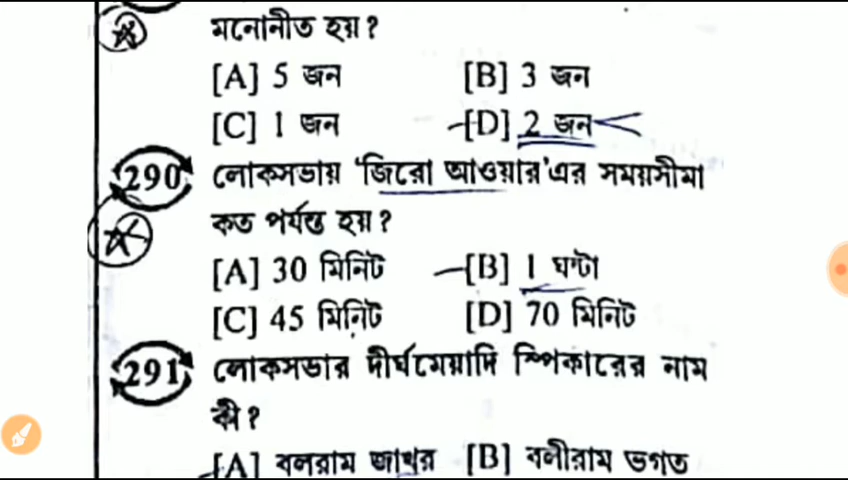 মনোনীত হয়?
[A] 5 জন [B] 3 জন
[C] 1 জন [D] 2 জন
290 লোকসভায় 'জিরো আওয়ার'এর সময়সীমা
কত পর্যন্ত হয়?
[A] 30 মিনিট [B] 1 ঘণ্টা
[C] 45 মিনিট [D] 70 মিনিট
291 লোকসভার দীর্ঘমেয়াদি স্পিকারের নাম
কী?
[A] বলরাম জাখর [B] বলীরাম ভগত